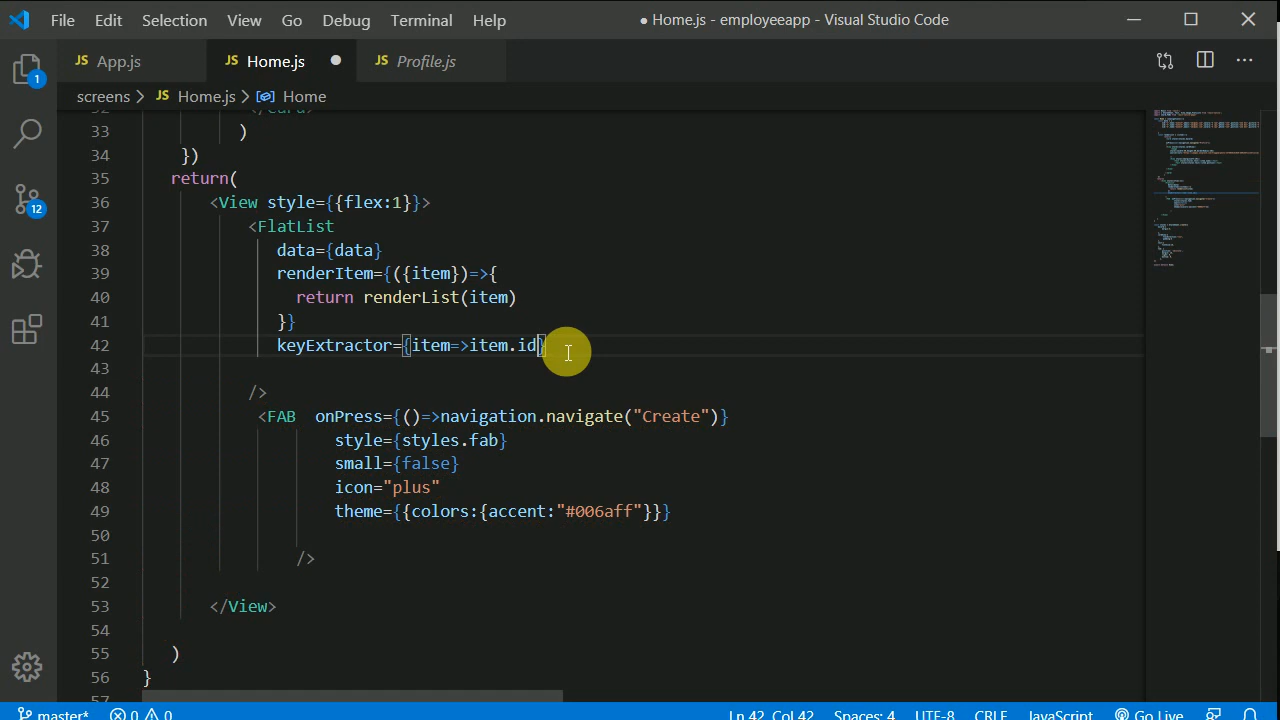 File Edit Selection View Go Debug Terminal Help ● Home.js - employeeapp - Visual Studio Code
JS App.js JS Home.js ● JS Profile.js
1
screens > JS Home.js > Home
33 )
34 })
35 return(
36 <View style={{flex:1}}>
37 <FlatList
38 data={data}
39 renderItem={({item})=>{
40 return renderList(item)
41 }}
42 keyExtractor={item=>item.id}
43
44 />
45 <FAB onPress={()=>navigation.navigate("Create")}
46 style={styles.fab}
47 small={false}
48 icon="plus"
49 theme={{colors:{accent:"#006aff"}}}
50
51 />
52
53 </View>
54
55 )
56 }
57
12
master* 0 0 Ln 42, Col 42 Spaces: 4 UTF-8 CRLF JavaScript Go Live